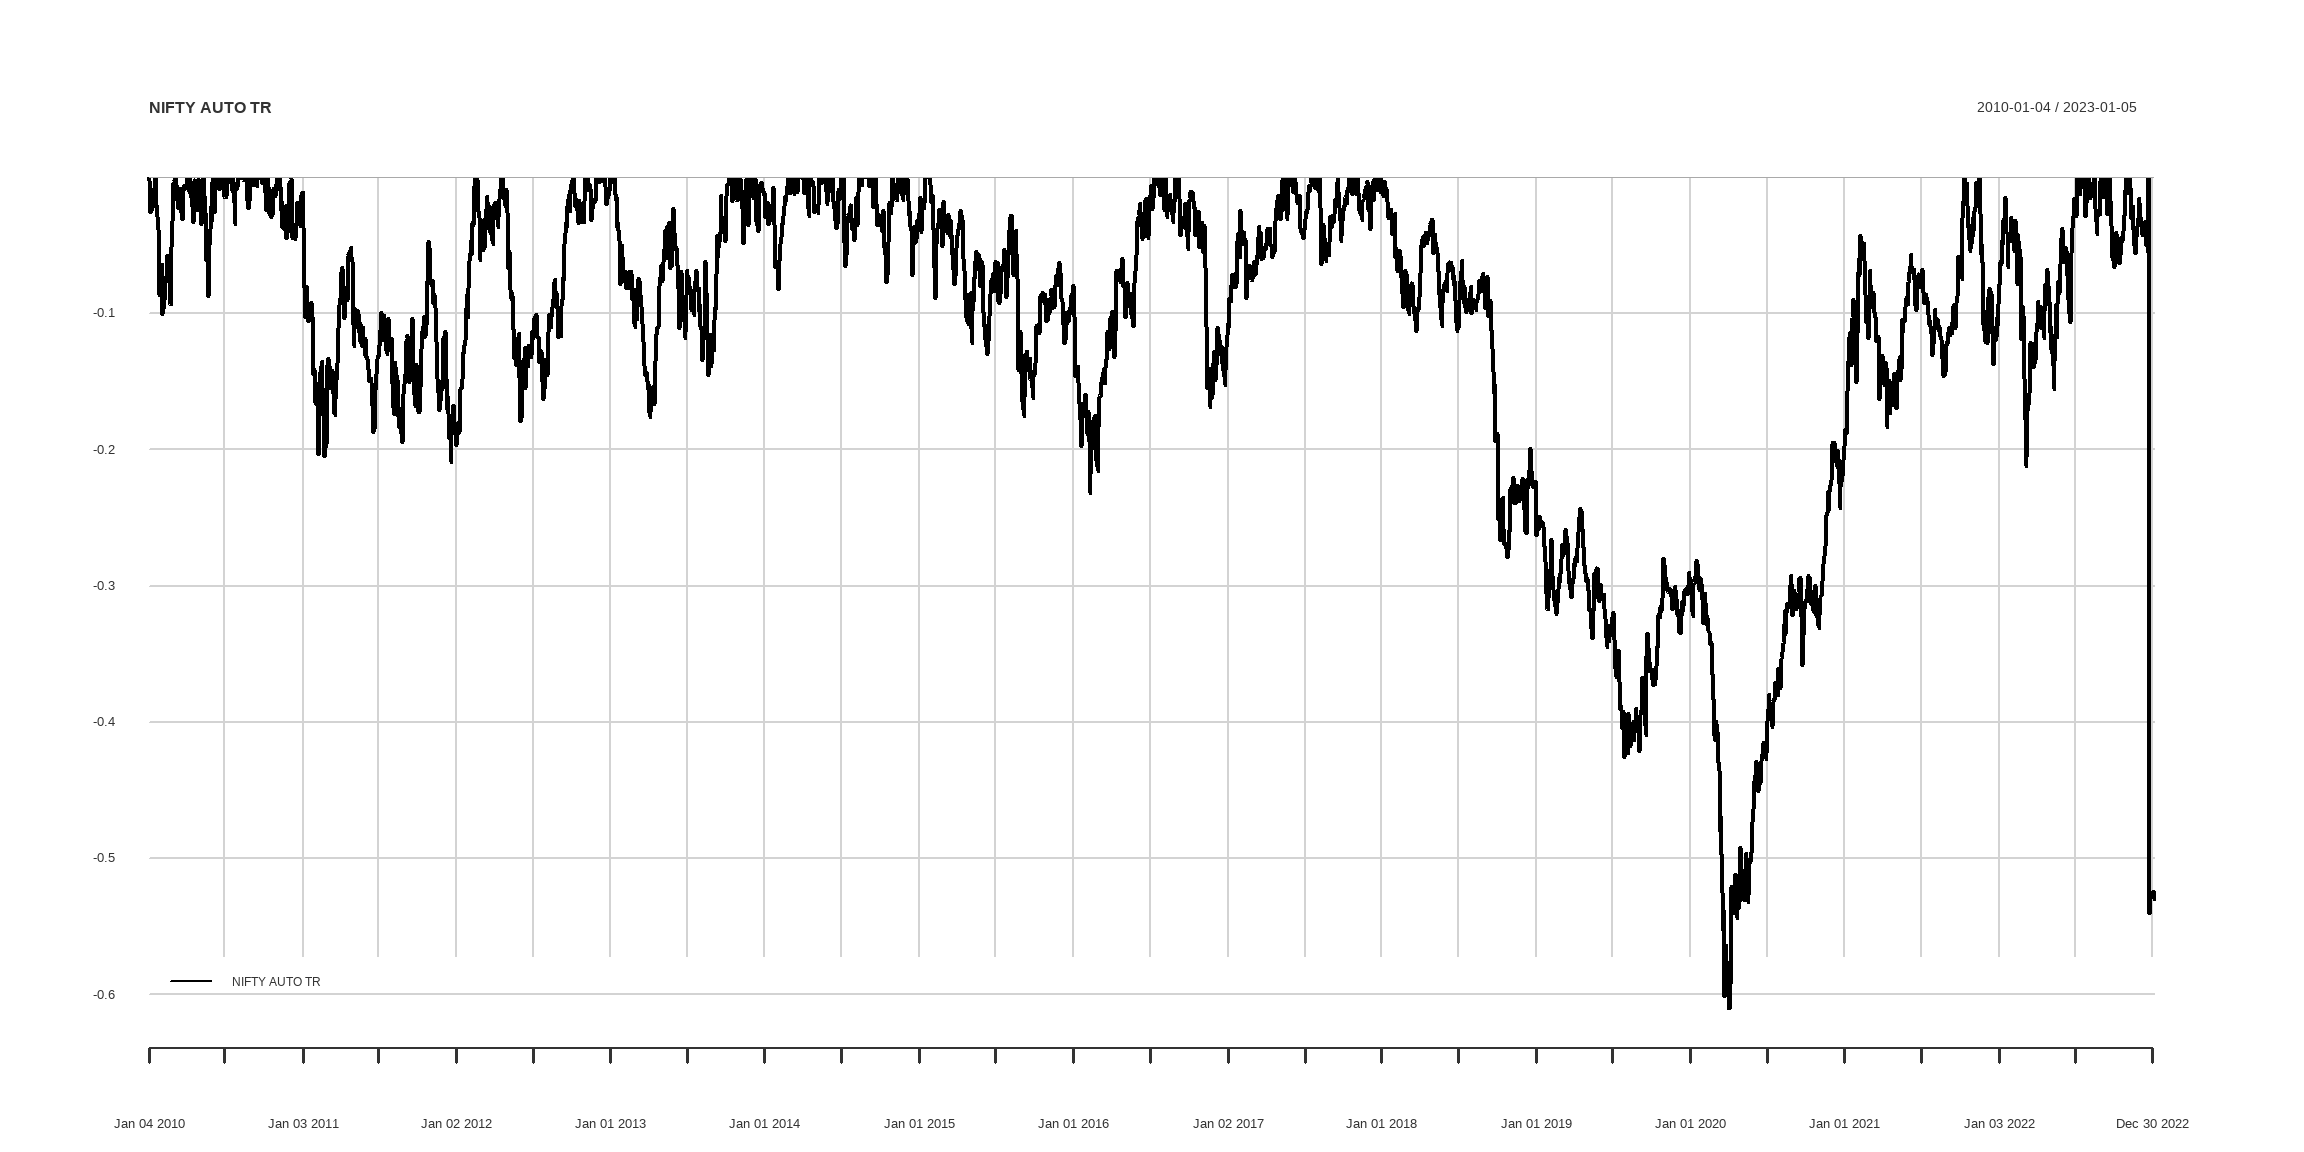 NIFTY AUTO TR
2010-01-04 / 2023-01-05
-0.1
-0.2
-0.3
-0.4
-0.5
-0.6
NIFTY AUTO TR
Jan 04 2010
Jan 03 2011
Jan 02 2012
Jan 01 2013
Jan 01 2014
Jan 01 2015
Jan 01 2016
Jan 02 2017
Jan 01 2018
Jan 01 2019
Jan 01 2020
Jan 01 2021
Jan 03 2022
Dec 30 2022